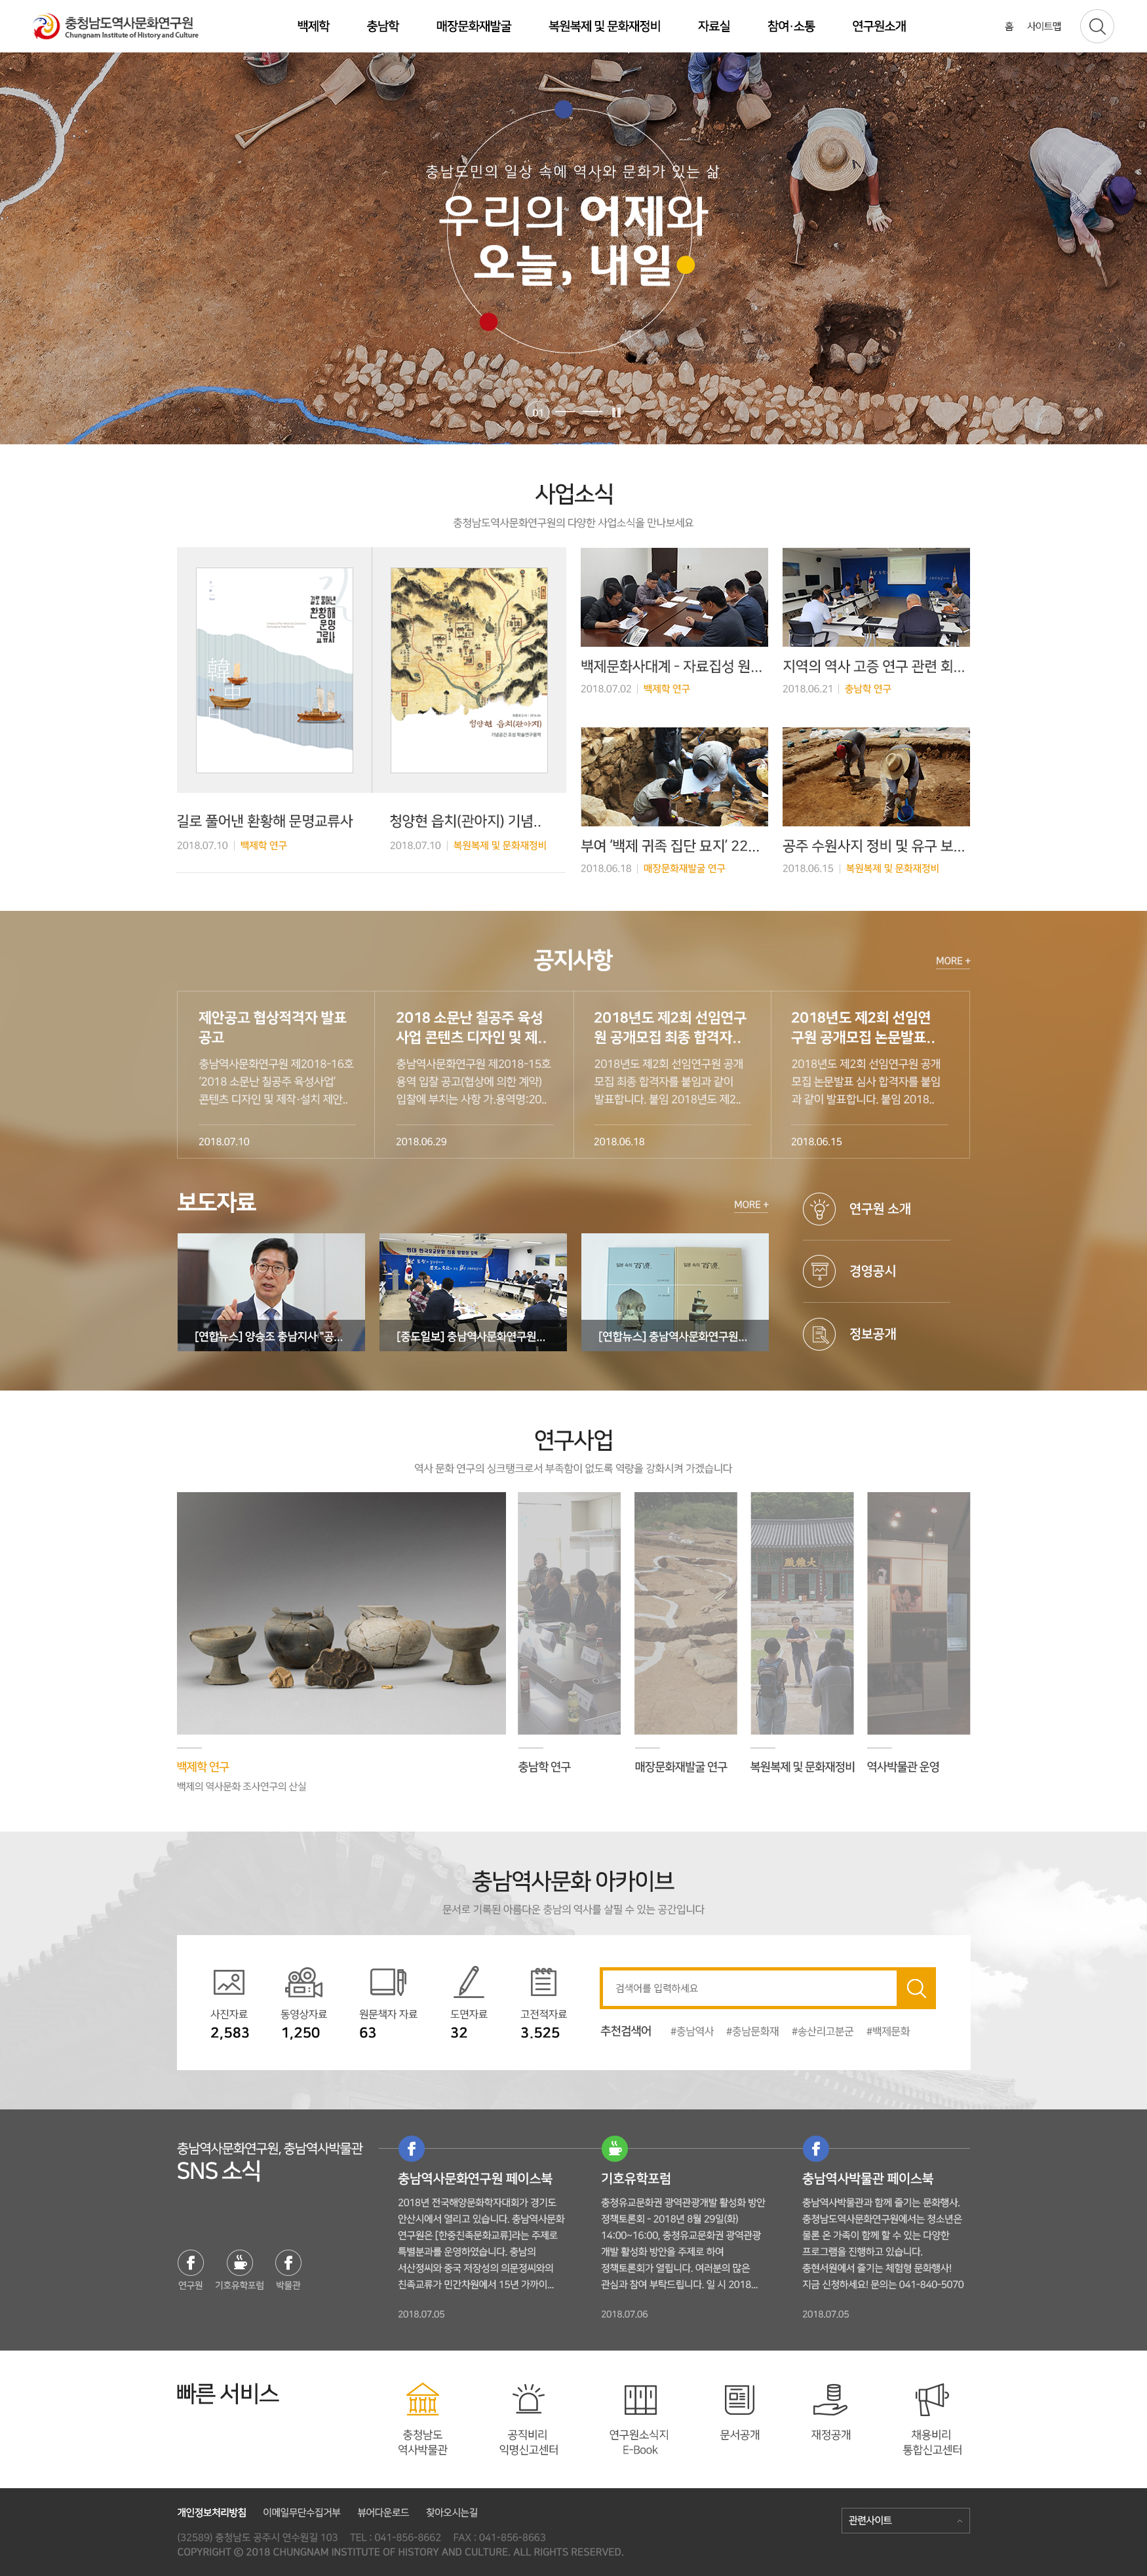 충청남도역사문화연구원
Chungnam Institute of History and Culture
백제학 충남학 매장문화재발굴 복원복제 및 문화재정비 자료실 참여·소통 연구원소개
홈 사이트맵
충남도민의 일상 속에 역사와 문화가 있는 삶
우리의 어제와
오늘, 내일
01
사업소식
충청남도역사문화연구원의 다양한 사업소식을 만나보세요
길로 풀어낸
환황해
문명
교류사
韓
中
日
청양현 읍치(관아지)
길로 풀어낸 환황해 문명교류사
2018.07.10 | 백제학 연구
청양현 읍치(관아지) 기념..
2018.07.10 | 복원복제 및 문화재정비
백제문화사대계 - 자료집성 원...
2018.07.02 | 백제학 연구
지역의 역사 고증 연구 관련 회...
2018.06.21 | 충남학 연구
부여 ‘백제 귀족 집단 묘지’ 22...
2018.06.18 | 매장문화재발굴 연구
공주 수원사지 정비 및 유구 보...
2018.06.15 | 복원복제 및 문화재정비
공지사항
MORE +
제안공고 협상적격자 발표
공고
충남역사문화연구원 제2018-16호
‘2018 소문난 칠공주 육성사업’
콘텐츠 디자인 및 제작·설치 제안..
2018.07.10
2018 소문난 칠공주 육성
사업 콘텐츠 디자인 및 제..
충남역사문화연구원 제2018-15호
용역 입찰 공고(협상에 의한 계약)
입찰에 부치는 사항 가.용역명:20..
2018.06.29
2018년도 제2회 선임연구
원 공개모집 최종 합격자..
2018년도 제2회 선임연구원 공개
모집 최종 합격자를 붙임과 같이
발표합니다. 붙임 2018년도 제2..
2018.06.18
2018년도 제2회 선임연
구원 공개모집 논문발표..
2018년도 제2회 선임연구원 공개
모집 논문발표 심사 합격자를 붙임
과 같이 발표합니다. 붙임 2018..
2018.06.15
보도자료
MORE +
[연합뉴스] 양승조 충남지사 "공...
[중도일보] 충남역사문화연구원...
[연합뉴스] 충남역사문화연구원...
연구원 소개
경영공시
정보공개
연구사업
역사 문화 연구의 싱크탱크로서 부족함이 없도록 역량을 강화시켜 가겠습니다
백제학 연구
백제의 역사문화 조사연구의 산실
충남학 연구
매장문화재발굴 연구
복원복제 및 문화재정비
역사박물관 운영
충남역사문화 아카이브
문서로 기록된 아름다운 충남의 역사를 살필 수 있는 공간입니다
사진자료
2,583
동영상자료
1,250
원문책자 자료
63
도면자료
32
고전적자료
3,525
검색어를 입력하세요
추천검색어 #충남역사 #충남문화재 #송산리고분군 #백제문화
충남역사문화연구원, 충남역사박물관
SNS 소식
연구원 기호유학포럼 박물관
충남역사문화연구원 페이스북
2018년 전국해양문화학자대회가 경기도
안산시에서 열리고 있습니다. 충남역사문화
연구원은 [한중친족문화교류]라는 주제로
특별분과를 운영하였습니다. 충남의
서산정씨와 중국 저장성의 의문정씨와의
친족교류가 민간차원에서 15년 가까이...
2018.07.05
기호유학포럼
충청유교문화권 광역관광개발 활성화 방안
정책토론회 - 2018년 8월 29일(화)
14:00~16:00, 충청유교문화권 광역관광
개발 활성화 방안을 주제로 하여
정책토론회가 열립니다. 여러분의 많은
관심과 참여 부탁드립니다. 일 시 2018...
2018.07.06
충남역사박물관 페이스북
충남역사박물관과 함께 즐기는 문화행사.
충청남도역사문화연구원에서는 청소년은
물론 온 가족이 함께 할 수 있는 다양한
프로그램을 진행하고 있습니다.
충현서원에서 즐기는 체험형 문화행사!
지금 신청하세요! 문의는 041-840-5070
2018.07.05
빠른 서비스
충청남도
역사박물관
공직비리
익명신고센터
연구원소식지
E-Book
문서공개
재정공개
채용비리
통합신고센터
개인정보처리방침 이메일무단수집거부 뷰어다운로드 찾아오시는길
(32589) 충청남도 공주시 연수원길 103 TEL : 041-856-8662 FAX : 041-856-8663
COPYRIGHT © 2018 CHUNGNAM INSTITUTE OF HISTORY AND CULTURE. ALL RIGHTS RESERVED.
관련사이트